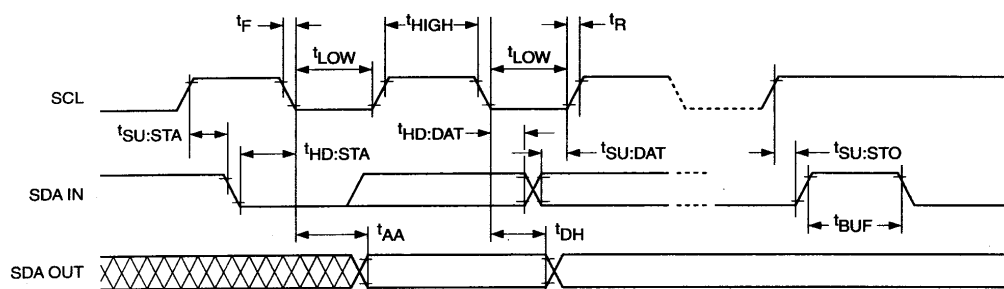 tF
tHIGH
tR
tLOW
tLOW
SCL
tSU:STA
tHD:STA
tHD:DAT
tSU:DAT
tSU:STO
SDA IN
tBUF
tAA
tDH
SDA OUT